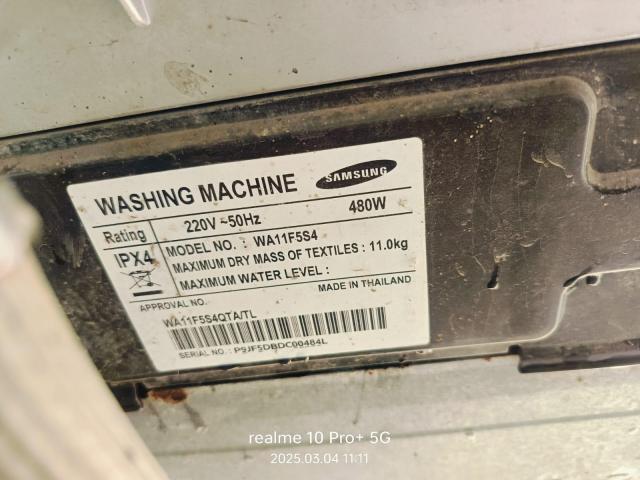 WASHING MACHINE SAMSUNG
Rating 220V ~50Hz 480W
IPX4 MODEL NO. : WA11F5S4
MAXIMUM DRY MASS OF TEXTILES : 11.0kg
MAXIMUM WATER LEVEL :
MADE IN THAILAND
APPROVAL NO.
WA11F5S4QTA/TL
SERIAL NO.: P9JF5DBDC00484L
realme 10 Pro+ 5G
2025.03.04 11:11